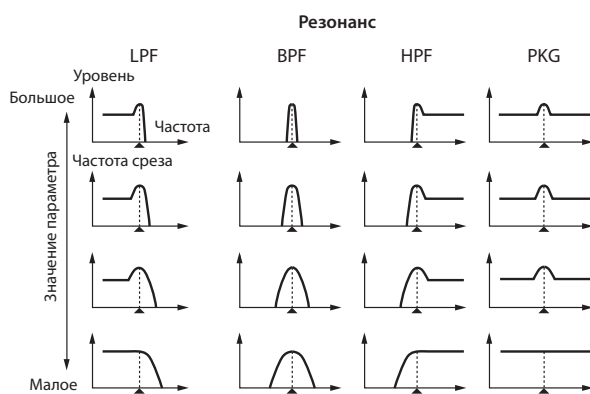 Резонанс
LPF BPF HPF PKG
Уровень
Большое
Частота
Частота среза
Значение параметра
Малое